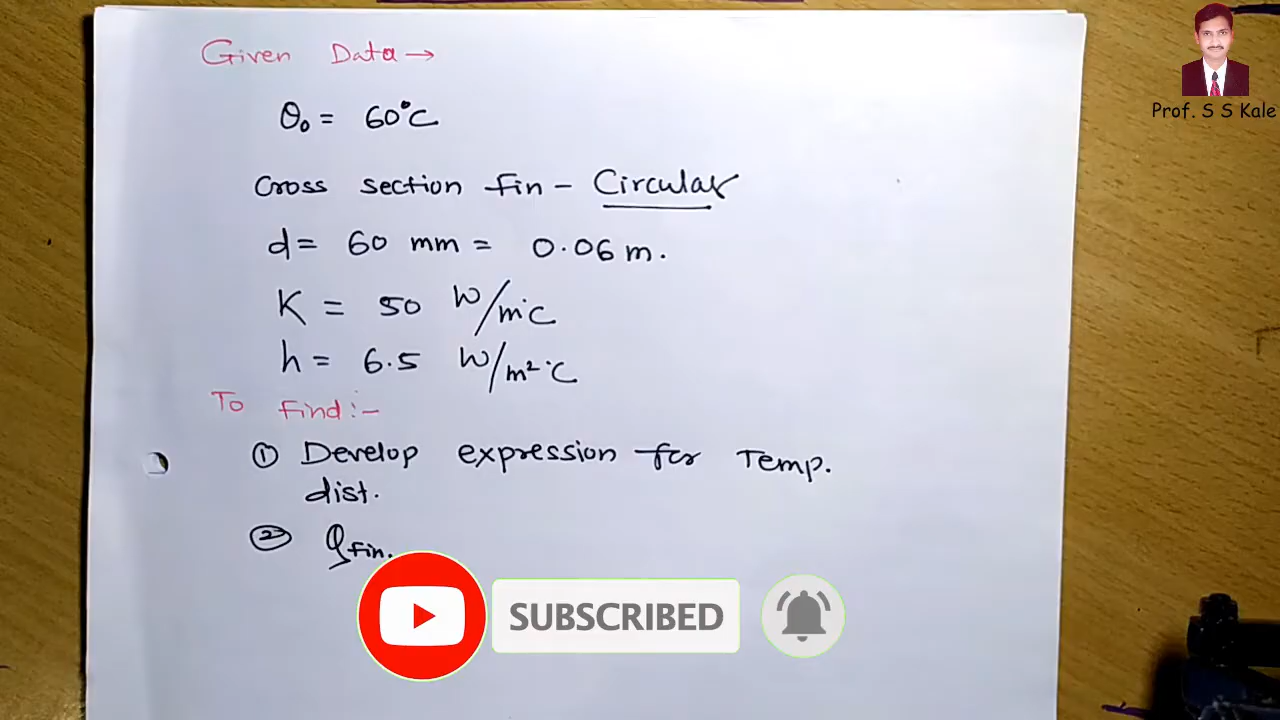 Given Data →
θ₀ = 60°C
Cross section fin - Circular
d = 60 mm = 0.06 m.
K = 50 W/m°C
h = 6.5 W/m²°C
To Find :-
① Develop expression for Temp.
dist.
② Qfin.
SUBSCRIBED
Prof. S S Kale